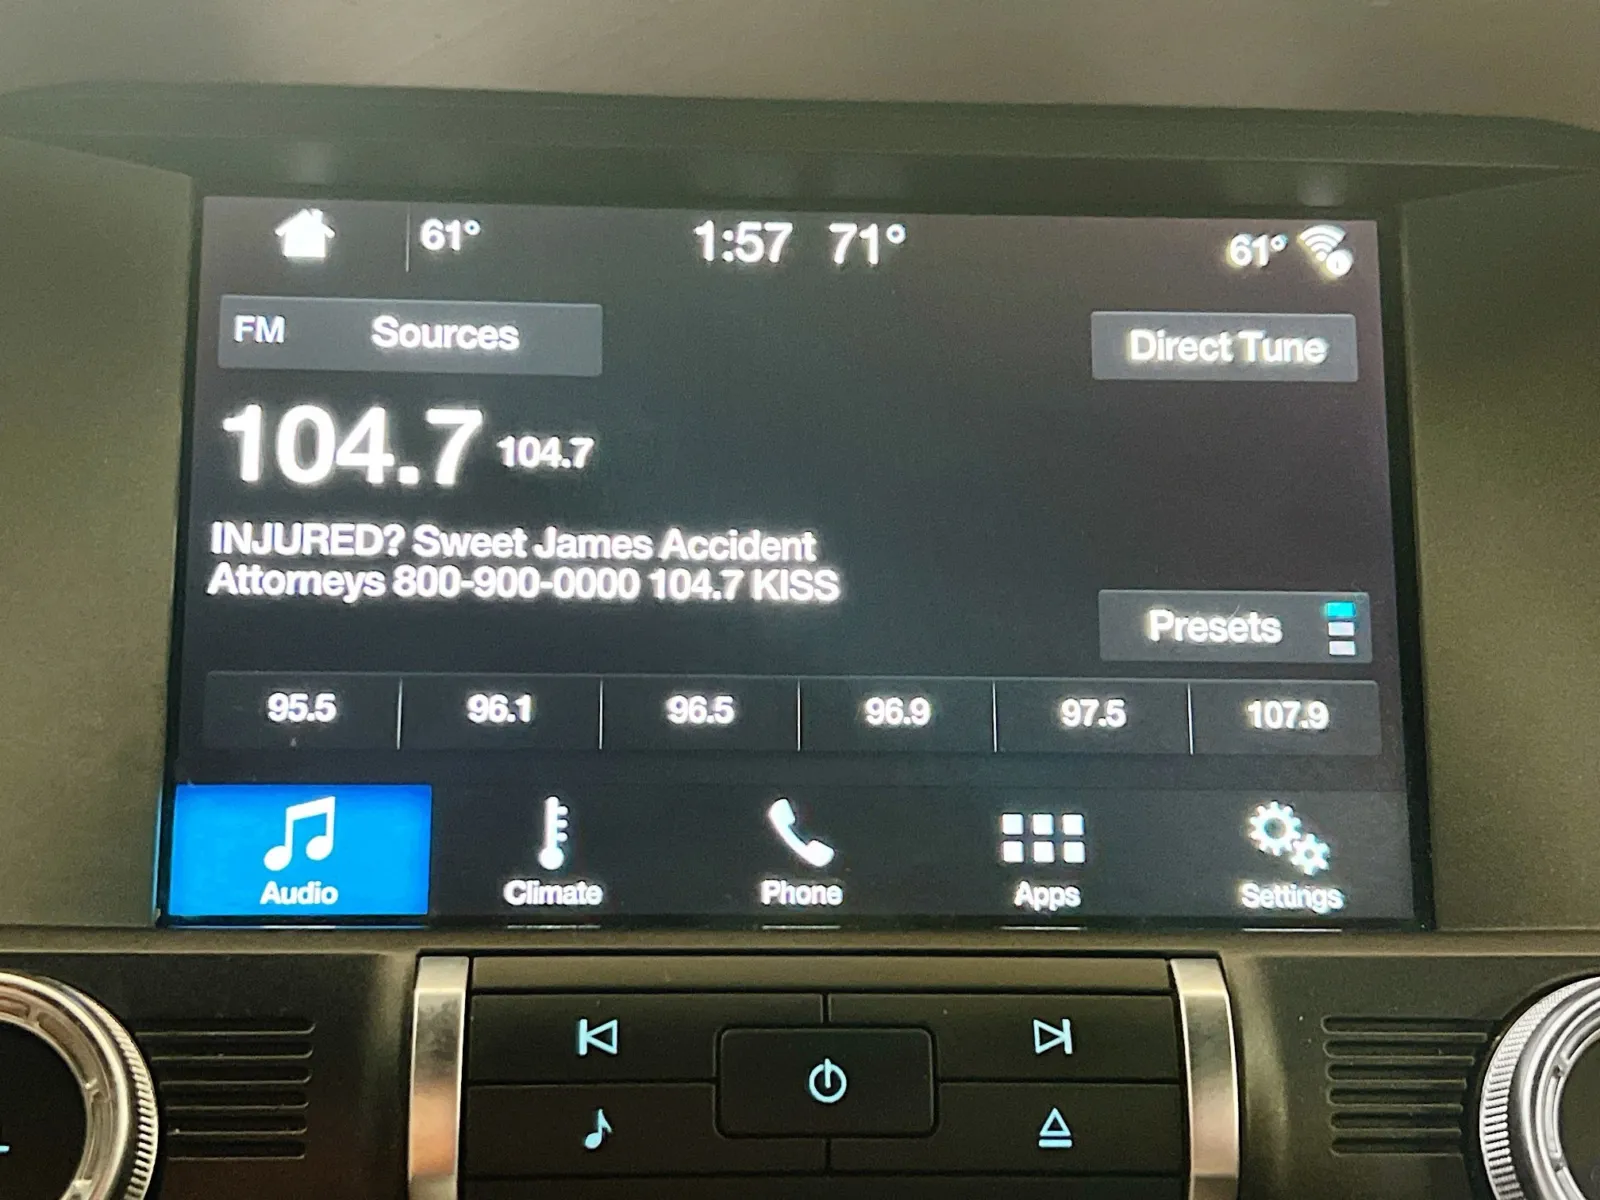 61° 1:57 71° 61°
FM Sources Direct Tune
104.7 104.7
INJURED? Sweet James Accident
Attorneys 800-900-0000 104.7 KISS
Presets
95.5 96.1 96.5 96.9 97.5 107.9
Audio Climate Phone Apps Settings